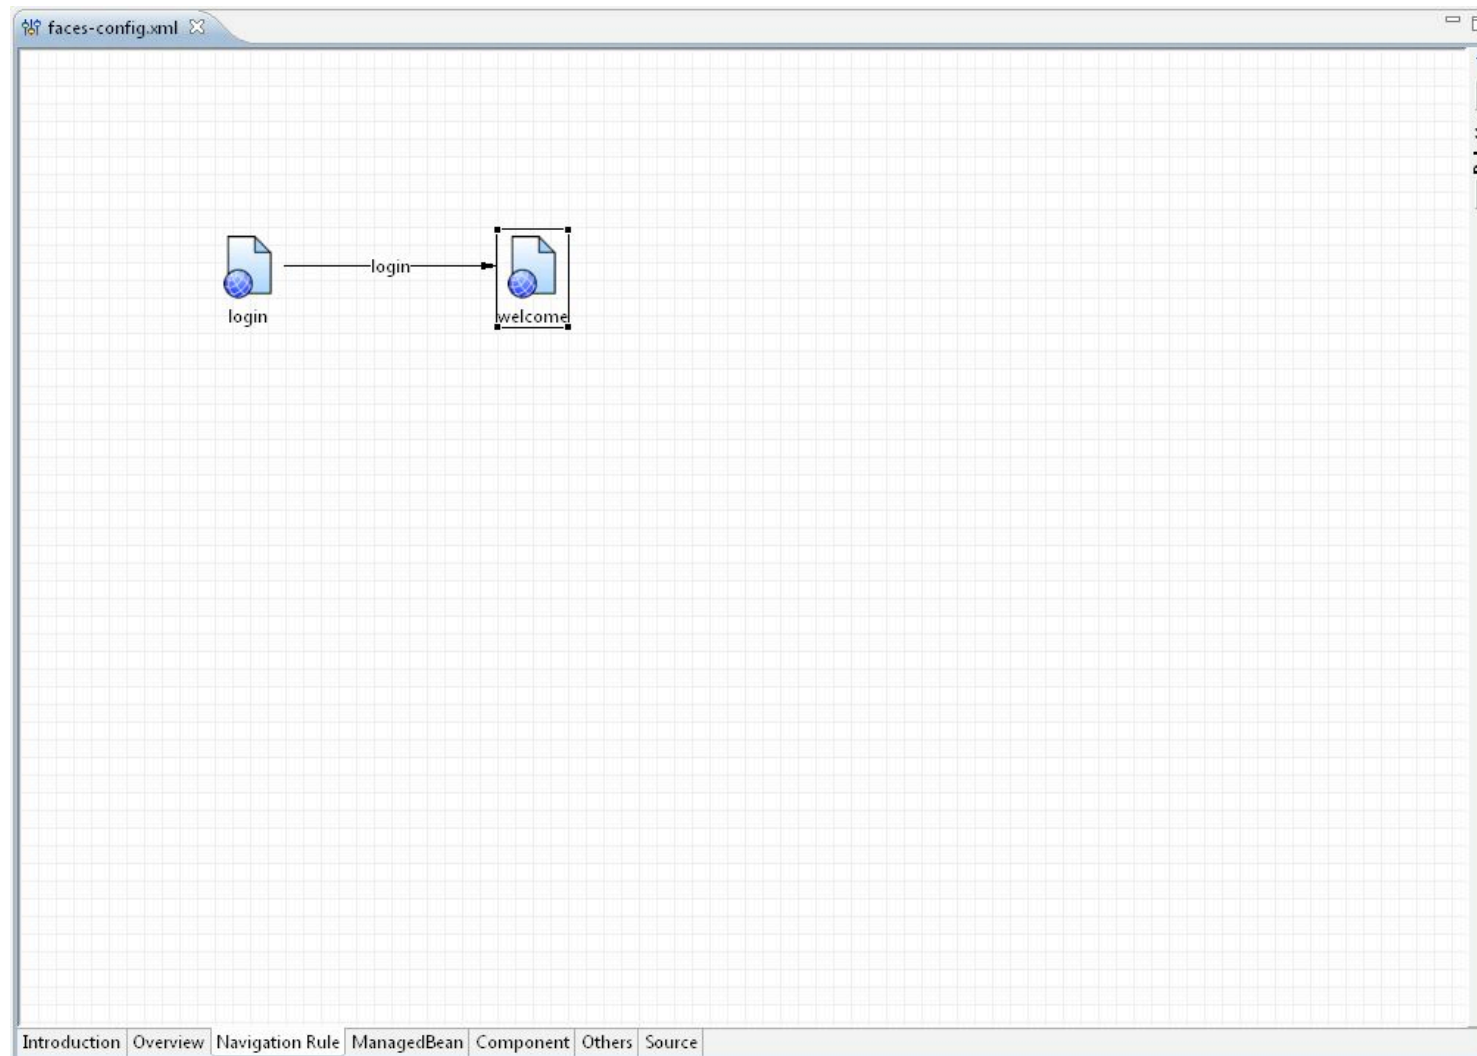 faces-config.xml
login
login
welcome
Introduction Overview Navigation Rule ManagedBean Component Others Source